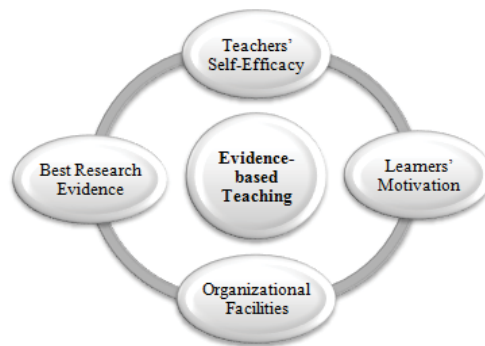 Teachers'
Self-Efficacy
Best Research
Evidence
Evidence-
based
Teaching
Learners'
Motivation
Organizational
Facilities